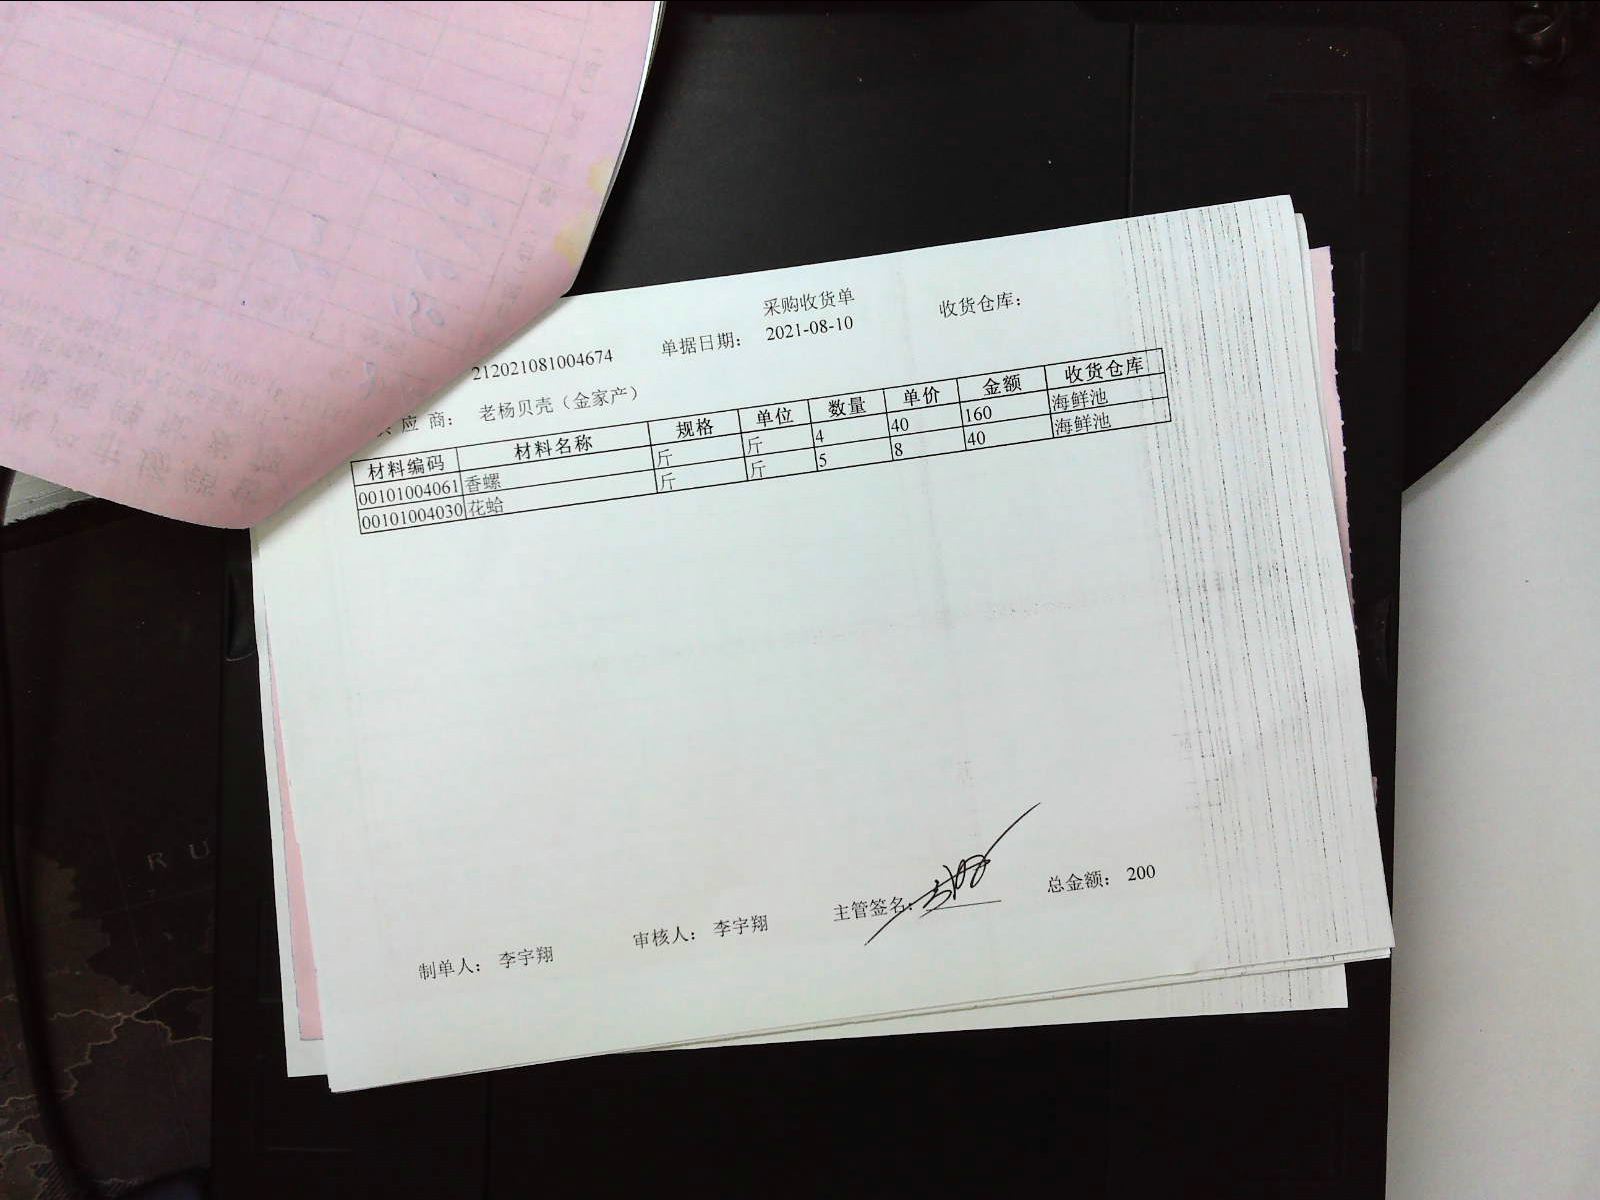 采购收货单
212021081004674 单据日期: 2021-08-10 收货仓库:
应 商: 老杨贝壳（金家产）
材料编码 材料名称 规格 单位 数量 单价 金额 收货仓库
00101004061 香螺 斤 斤 4 40 160 海鲜池
00101004030 花蛤 斤 斤 5 8 40 海鲜池
制单人: 李宇翔 审核人: 李宇翔 主管签名: 总金额: 200
RU